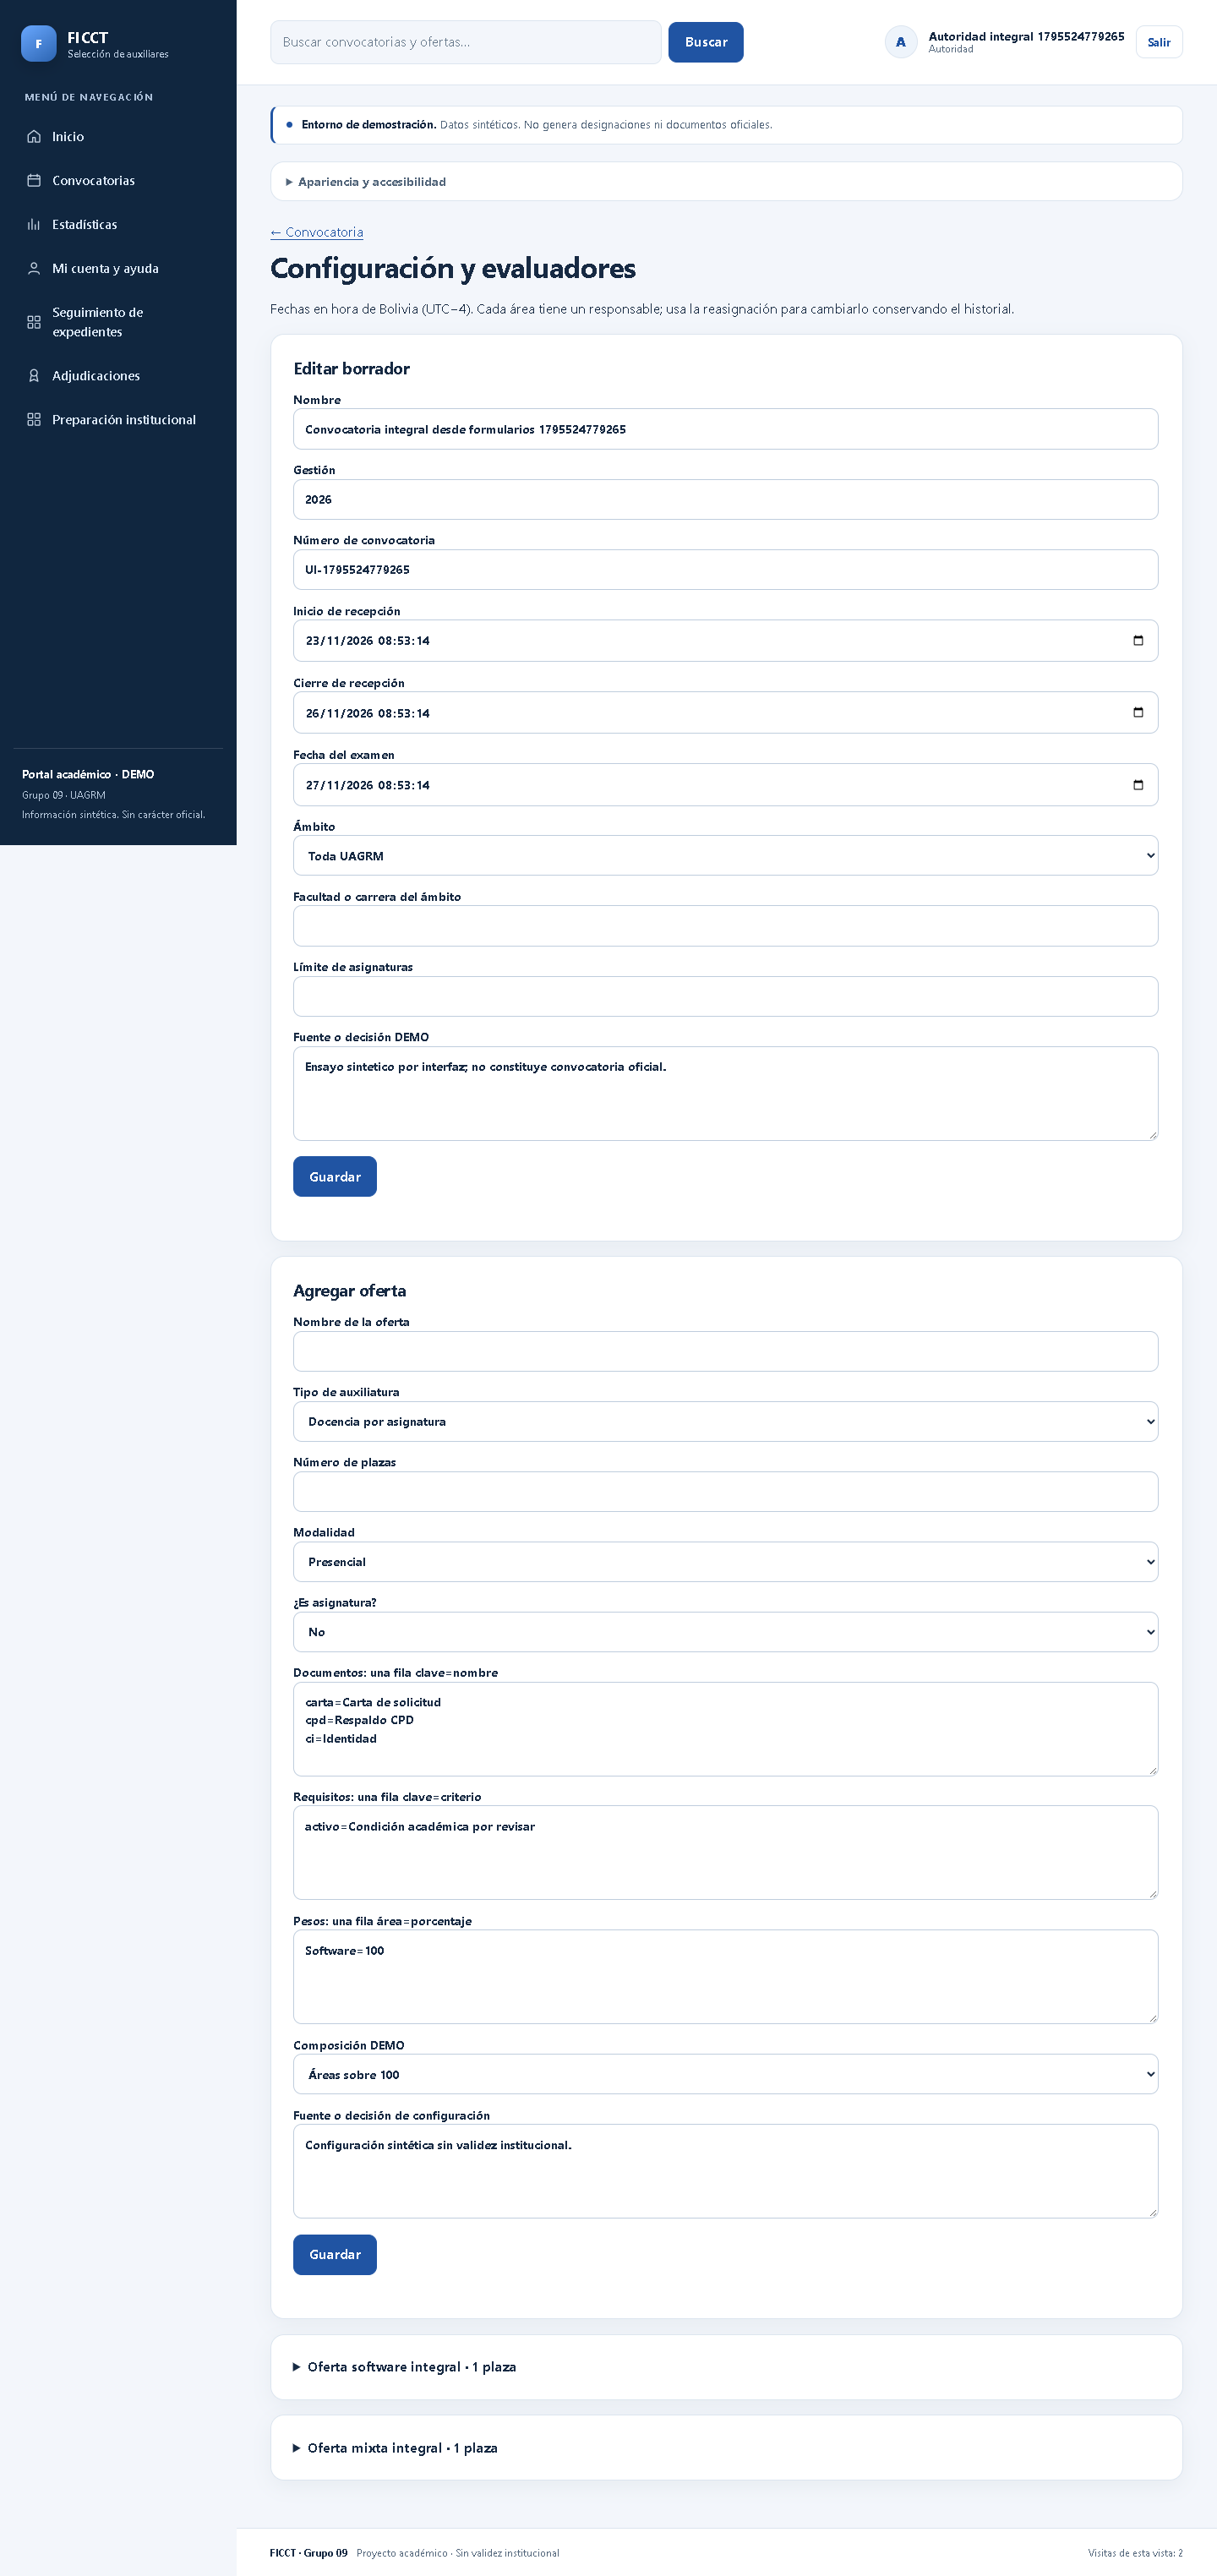 F
FICCT
Selección de auxiliares
MENÚ DE NAVEGACIÓN
Inicio
Convocatorias
Estadísticas
Mi cuenta y ayuda
Seguimiento de
expedientes
Adjudicaciones
Preparación institucional
Portal académico · DEMO
Grupo 09 · UAGRM
Información sintética. Sin carácter oficial.
Buscar convocatorias y ofertas...
Buscar
A
Autoridad integral 1795524779265
Autoridad
Salir
Entorno de demostración. Datos sintéticos. No genera designaciones ni documentos oficiales.
▶ Apariencia y accesibilidad
← Convocatoria
Configuración y evaluadores
Fechas en hora de Bolivia (UTC−4). Cada área tiene un responsable; usa la reasignación para cambiarlo conservando el historial.
Editar borrador
Nombre
Convocatoria integral desde formularios 1795524779265
Gestión
2026
Número de convocatoria
UI-1795524779265
Inicio de recepción
23/11/2026 08:53:14
Cierre de recepción
26/11/2026 08:53:14
Fecha del examen
27/11/2026 08:53:14
Ámbito
Toda UAGRM
Facultad o carrera del ámbito
Límite de asignaturas
Fuente o decisión DEMO
Ensayo sintetico por interfaz; no constituye convocatoria oficial.
Guardar
Agregar oferta
Nombre de la oferta
Tipo de auxiliatura
Docencia por asignatura
Número de plazas
Modalidad
Presencial
¿Es asignatura?
No
Documentos: una fila clave=nombre
carta=Carta de solicitud
cpd=Respaldo CPD
ci=Identidad
Requisitos: una fila clave=criterio
activo=Condición académica por revisar
Pesos: una fila área=porcentaje
Software=100
Composición DEMO
Áreas sobre 100
Fuente o decisión de configuración
Configuración sintética sin validez institucional.
Guardar
▶ Oferta software integral · 1 plaza
▶ Oferta mixta integral · 1 plaza
FICCT · Grupo 09 Proyecto académico · Sin validez institucional
Visitas de esta vista: 2